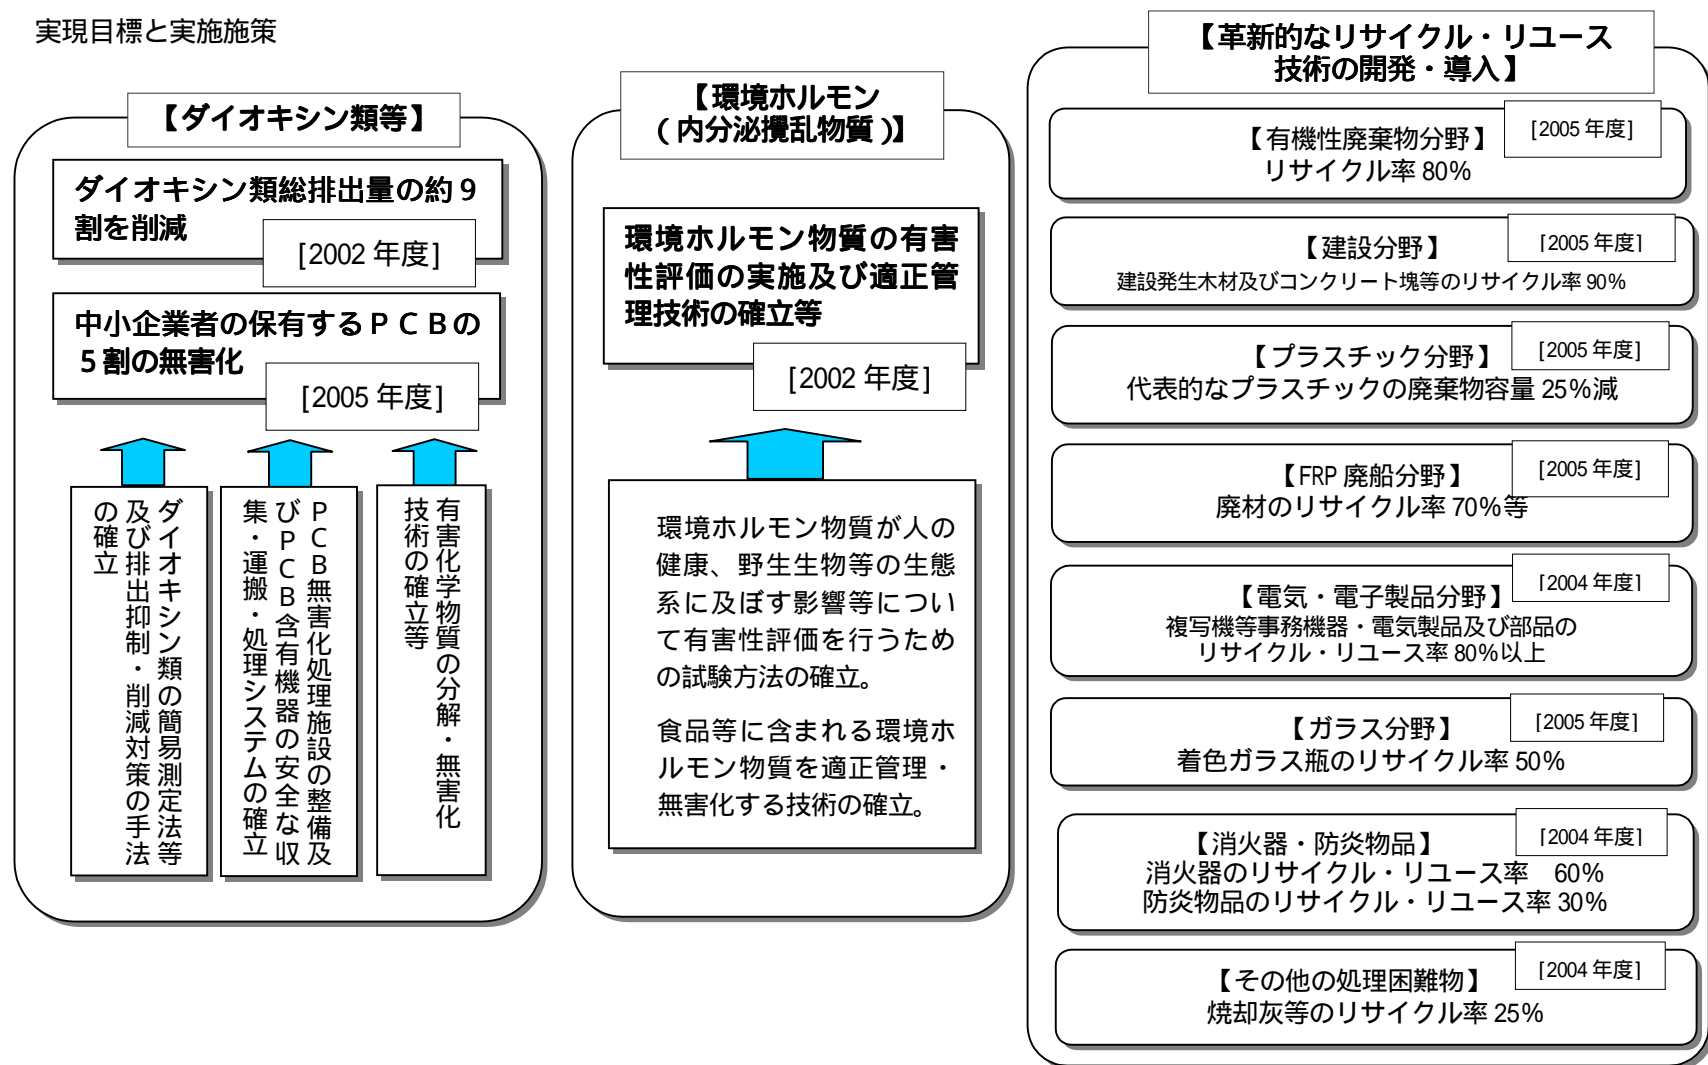 実現目標と実施施策
【ダイオキシン類等】
ダイオキシン類総排出量の約９
割を削減
[2002 年度]
中小企業者の保有するＰＣＢの
５割の無害化
[2005 年度]
ダイオキシン類の簡易測定法等
及び排出抑制・削減対策の手法
の確立
ＰＣＢ無害化処理施設の整備及
びＰＣＢ含有機器の安全な収
集・運搬・処理システムの確立
有害化学物質の分解・無害化
技術の確立等
【環境ホルモン
(内分泌攪乱物質)】
環境ホルモン物質の有害
性評価の実施及び適正管
理技術の確立等
[2002 年度]
環境ホルモン物質が人の
健康、野生生物等の生態
系に及ぼす影響等につい
て有害性評価を行うため
の試験方法の確立。
食品等に含まれる環境ホ
ルモン物質を適正管理・
無害化する技術の確立。
【革新的なリサイクル・リユース
技術の開発・導入】
[2005 年度]
【有機性廃棄物分野】
リサイクル率 80%
[2005 年度]
【建設分野】
建設発生木材及びコンクリート塊等のリサイクル率 90%
[2005 年度]
【プラスチック分野】
代表的なプラスチックの廃棄物容量 25%減
[2005 年度]
【FRP 廃船分野】
廃材のリサイクル率 70%等
[2004 年度]
【電気・電子製品分野】
複写機等事務機器・電気製品及び部品の
リサイクル・リユース率 80%以上
[2005 年度]
【ガラス分野】
着色ガラス瓶のリサイクル率 50%
[2004 年度]
【消火器・防炎物品】
消火器のリサイクル・リユース率　60%
防炎物品のリサイクル・リユース率 30%
[2004 年度]
【その他の処理困難物】
焼却灰等のリサイクル率 25%